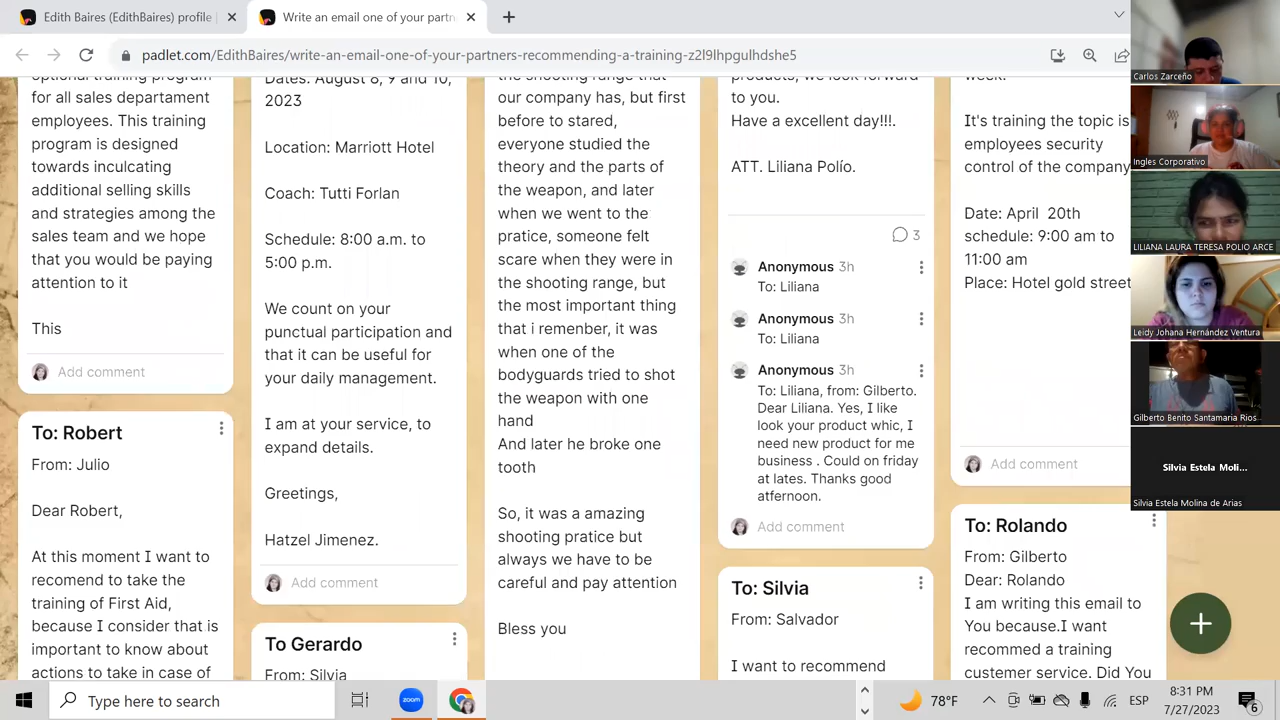 Edith Baires (EdithBaires) profile |
Write an email one of your partn
padlet.com/EdithBaires/write-an-email-one-of-your-partners-recommending-a-training-z2l9lhpgulhdshe5
optional training program
for all sales departament
employees. This training
program is designed
towards inculcating
additional selling skills
and strategies among the
sales team and we hope
that you would be paying
attention to it
This
Add comment
To: Robert
From: Julio
Dear Robert,
At this moment I want to
recomend to take the
training of First Aid,
because I consider that is
important to know about
actions to take in case of
Dates: August 8, 9 and 10,
2023
Location: Marriott Hotel
Coach: Tutti Forlan
Schedule: 8:00 a.m. to
5:00 p.m.
We count on your
punctual participation and
that it can be useful for
your daily management.
I am at your service, to
expand details.
Greetings,
Hatzel Jimenez.
Add comment
To Gerardo
From: Silvia
the shooting range that
our company has, but first
before to stared,
everyone studied the
theory and the parts of
the weapon, and later
when we went to the
pratice, someone felt
scare when they were in
the shooting range, but
the most important thing
that i remenber, it was
when one of the
bodyguards tried to shot
the weapon with one
hand
And later he broke one
tooth
So, it was a amazing
shooting pratice but
always we have to be
careful and pay attention
Bless you
products, we look forward
to you.
Have a excellent day!!!.
ATT. Liliana Polío.
3
Anonymous 3h
To: Liliana
Anonymous 3h
To: Liliana
Anonymous 3h
To: Liliana, from: Gilberto.
Dear Liliana. Yes, I like
look your product whic, I
need new product for me
business . Could on friday
at lates. Thanks good
atfernoon.
Add comment
To: Silvia
From: Salvador
I want to recommend
week.
It's training the topic is
employees security
control of the company
Date: April 20th
schedule: 9:00 am to
11:00 am
Place: Hotel gold street
Add comment
To: Rolando
From: Gilberto
Dear: Rolando
I am writing this email to
You because.I want
recommed a training
custemer service. Did You
Carlos Zarceño
Ingles Corporativo
LILIANA LAURA TERESA POLIO ARCE
Leidy Johana Hernández Ventura
Gilberto Benito Santamaria Rios
Silvia Estela Moli...
Silvia Estela Molina de Arias
Type here to search
zoom
78°F
ESP
8:31 PM
7/27/2023
6